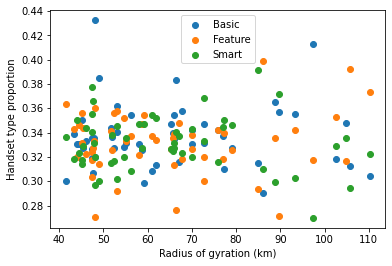 0.44
0.42
0.40
0.38
0.36
0.34
0.32
0.30
0.28
Handset type proportion
Basic
Feature
Smart
40 50 60 70 80 90 100 110
Radius of gyration (km)